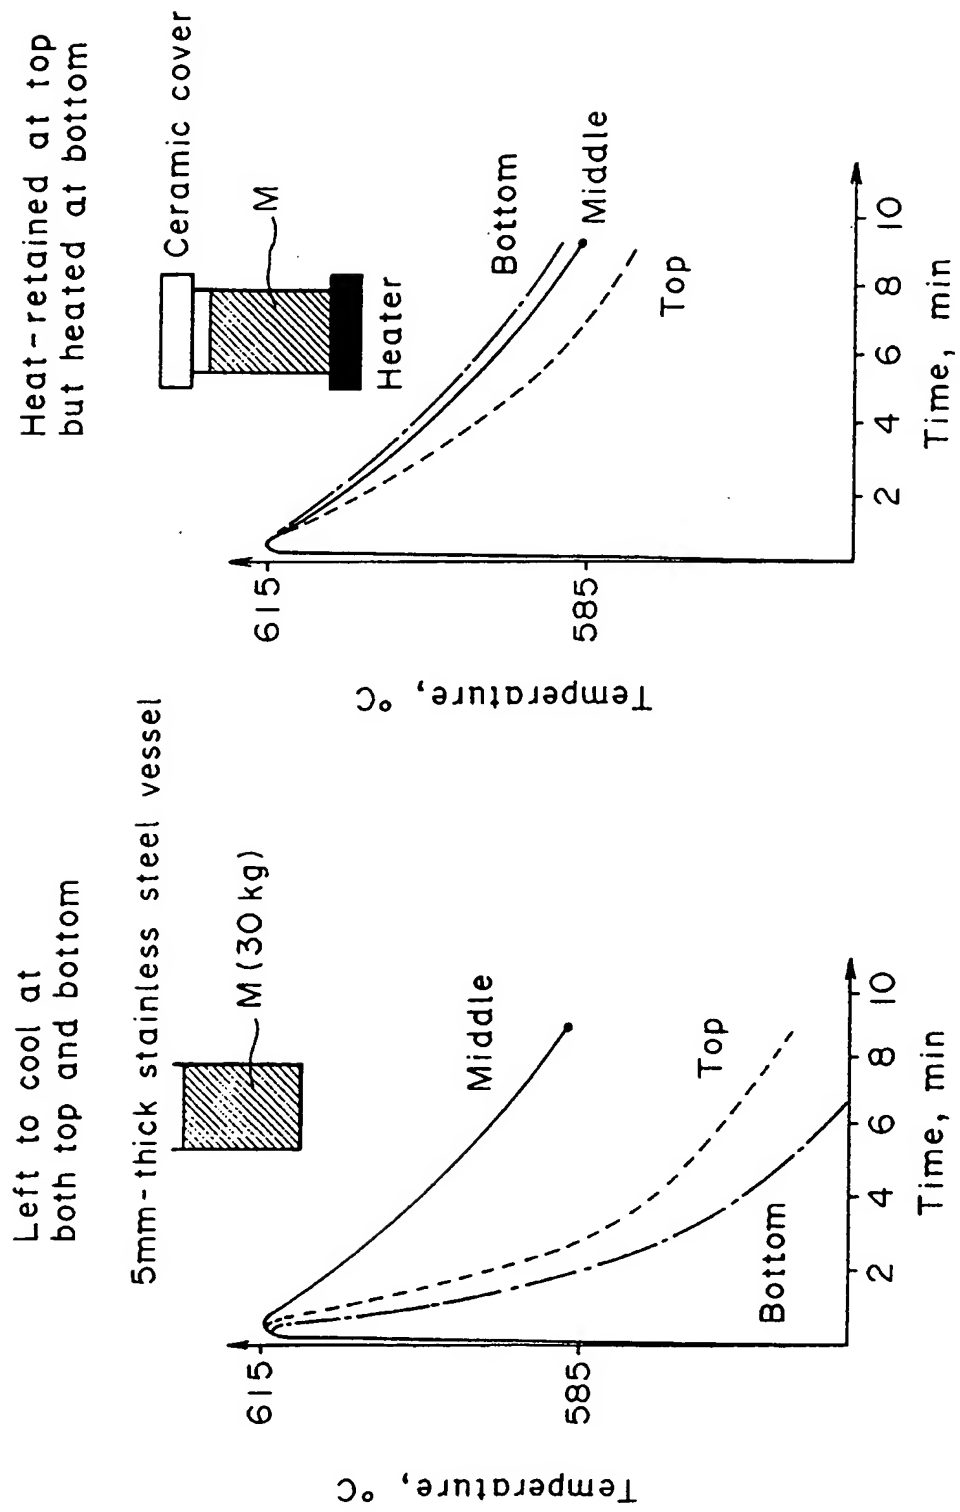 Left to cool at
both top and bottom
5mm-thick stainless steel vessel
M (30 kg)
Temperature, °C
615
585
Middle
Top
Bottom
2
4
6
8
10
Time, min
Heat-retained at top
but heated at bottom
Ceramic cover
M
Heater
Temperature, °C
615
585
Bottom
Middle
Top
2
4
6
8
10
Time, min